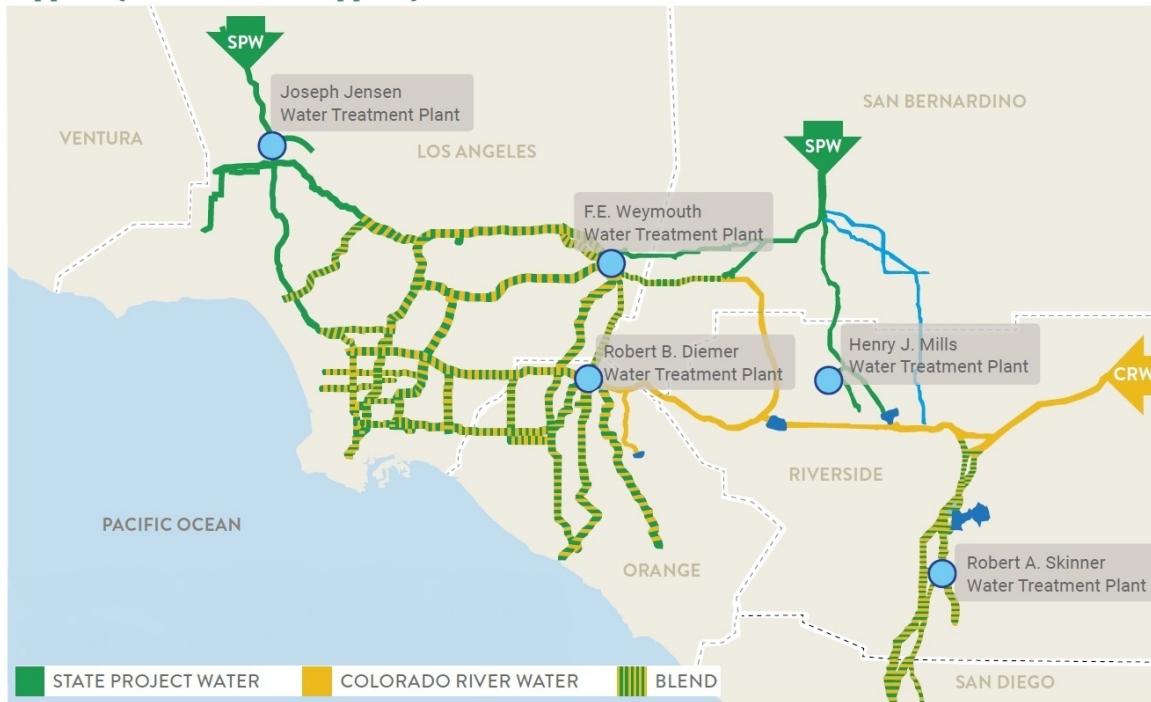 SPW
Joseph Jensen
Water Treatment Plant
SAN BERNARDINO
VENTURA
LOS ANGELES
SPW
F.E. Weymouth
Water Treatment Plant
Robert B. Diemer
Water Treatment Plant
Henry J. Mills
Water Treatment Plant
CRW
RIVERSIDE
PACIFIC OCEAN
ORANGE
Robert A. Skinner
Water Treatment Plant
STATE PROJECT WATER
COLORADO RIVER WATER
BLEND
SAN DIEGO